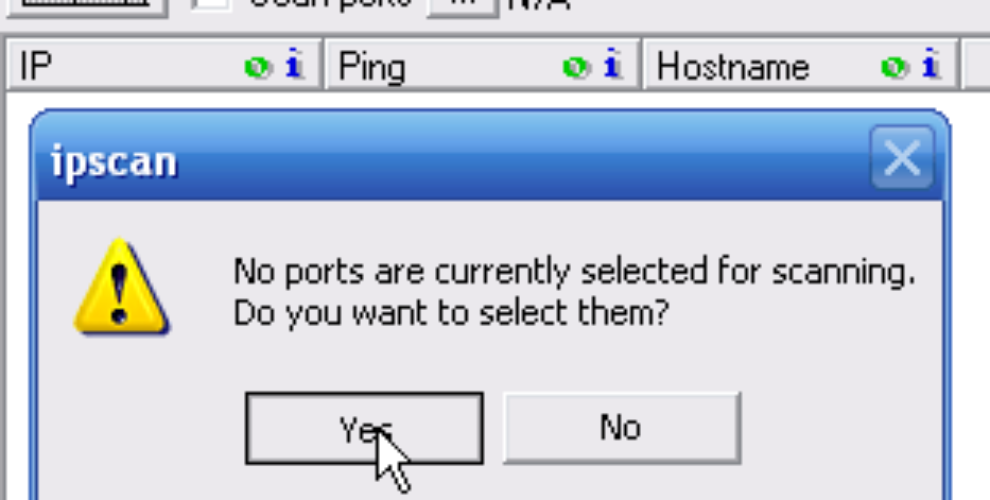 Scan ports ... N/A
IP Ping Hostname
ipscan
No ports are currently selected for scanning.
Do you want to select them?
Yes No